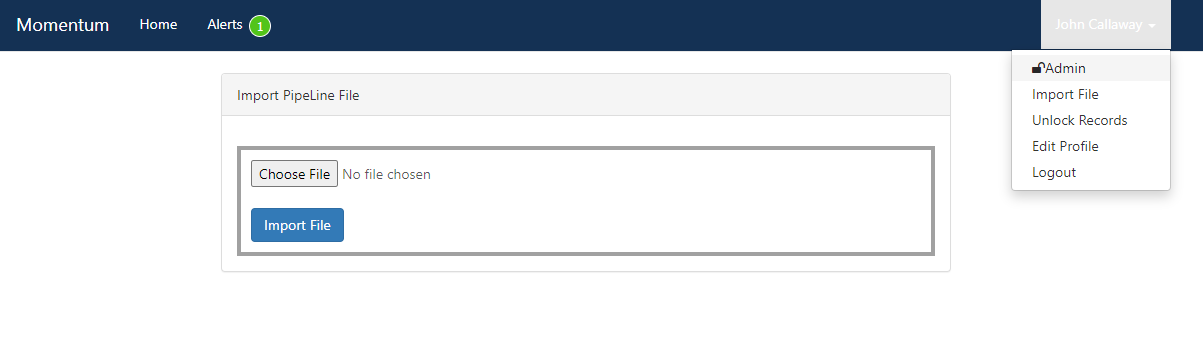 Momentum Home Alerts 1 John Callaway
Admin
Import File
Unlock Records
Edit Profile
Logout
Import PipeLine File
Choose File No file chosen
Import File